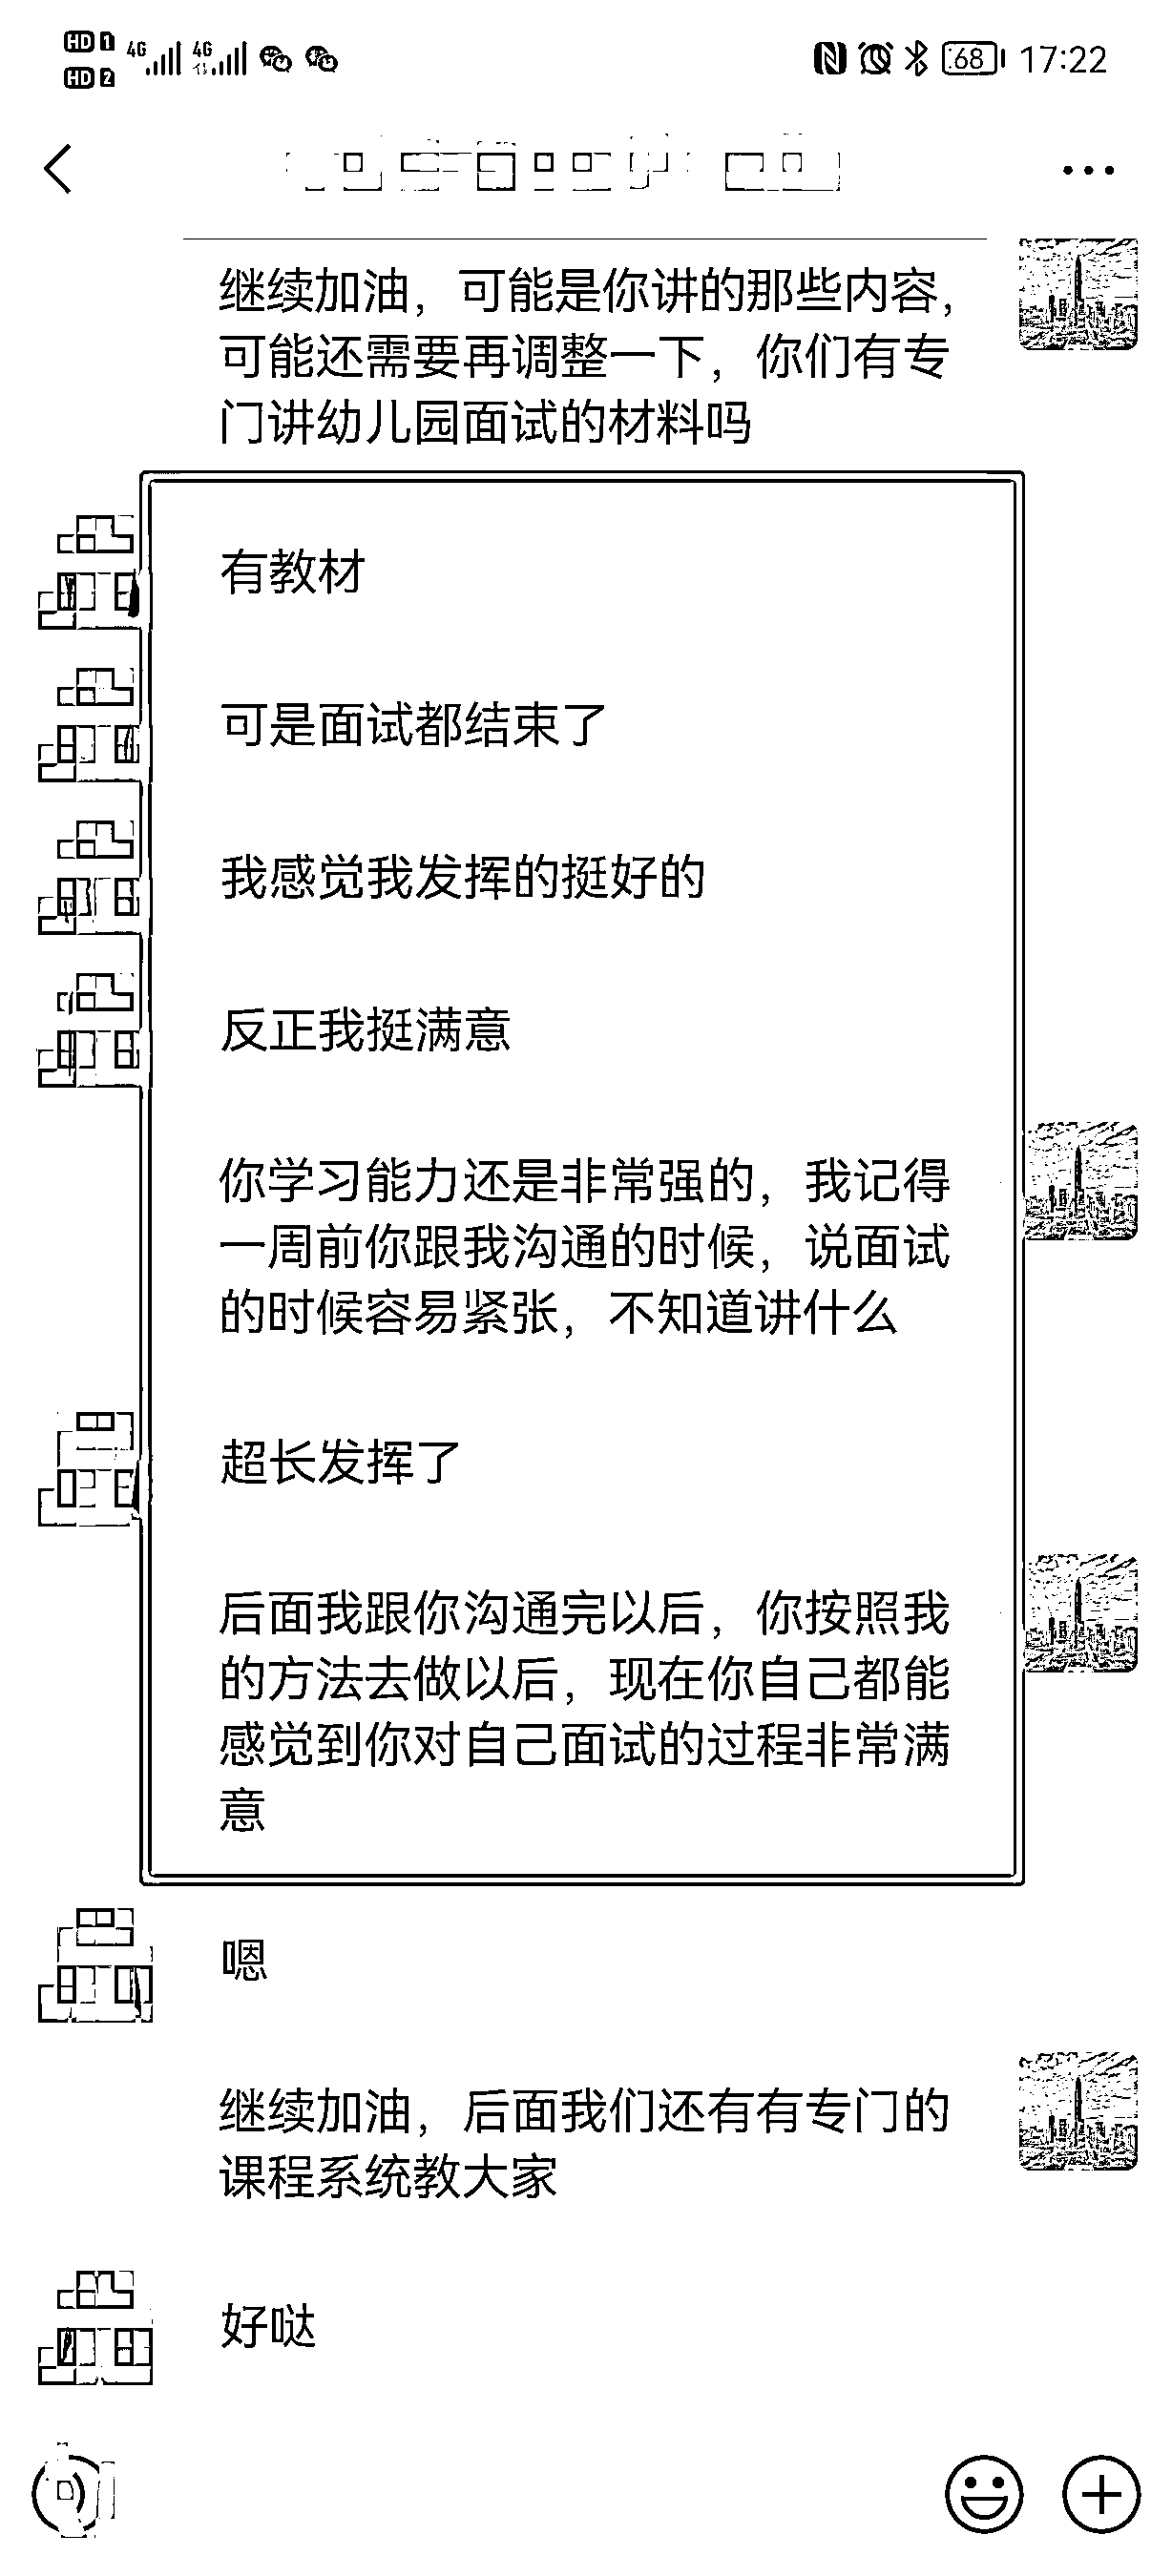 HD 1
HD 2
4G
4G
68
17:22
继续加油，可能是你讲的那些内容，
可能还需要再调整一下，你们有专
门讲幼儿园面试的材料吗
有教材
可是面试都结束了
我感觉我发挥的挺好的
反正我挺满意
你学习能力还是非常强的，我记得
一周前你跟我沟通的时候，说面试
的时候容易紧张，不知道讲什么
超长发挥了
后面我跟你沟通完以后，你按照我
的方法去做以后，现在你自己都能
感觉到你对自己面试的过程非常满
意
嗯
继续加油，后面我们还有有专门的
课程系统教大家
好哒